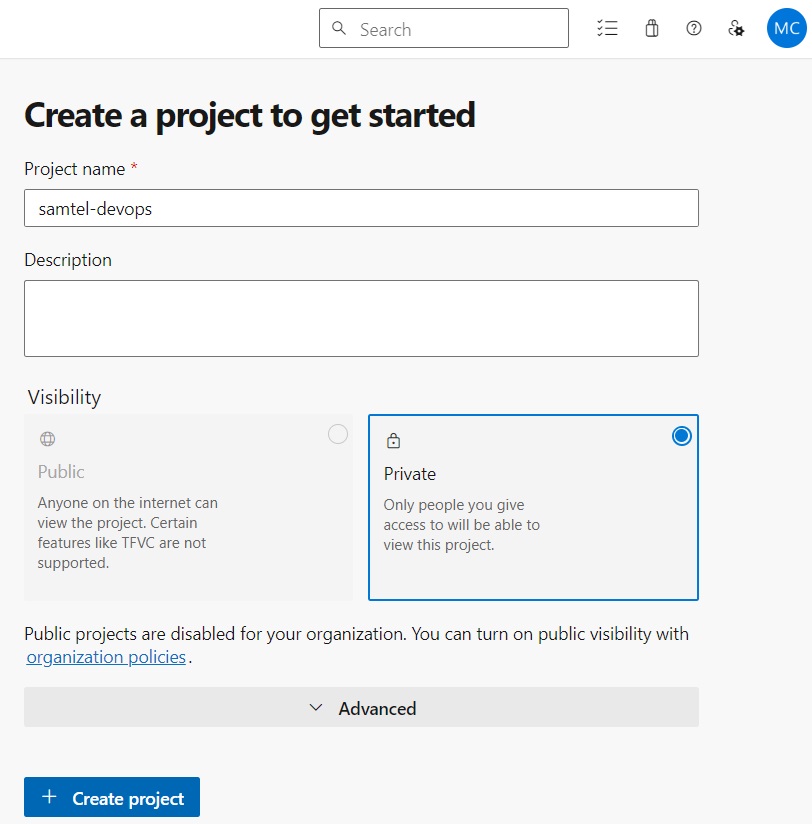 Search
MC
Create a project to get started
Project name *
samtel-devops
Description
Visibility
Public
Anyone on the internet can
view the project. Certain
features like TFVC are not
supported.
Private
Only people you give
access to will be able to
view this project.
Public projects are disabled for your organization. You can turn on public visibility with
organization policies.
Advanced
+ Create project